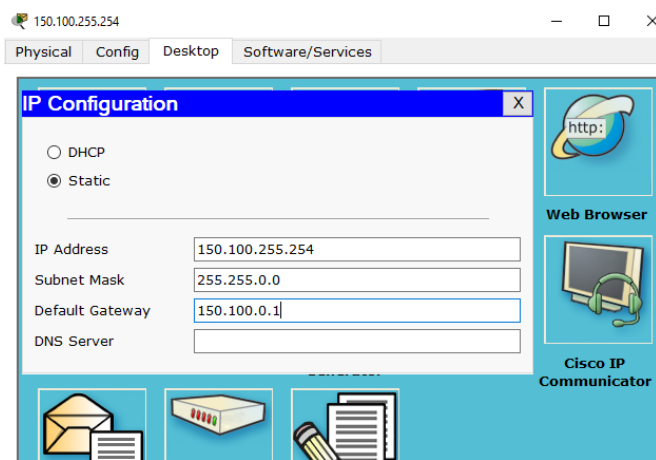 150.100.255.254
Physical Config Desktop Software/Services
IP Configuration X
DHCP
Static
IP Address 150.100.255.254
Subnet Mask 255.255.0.0
Default Gateway 150.100.0.1
DNS Server
http:
Web Browser
Cisco IP
Communicator